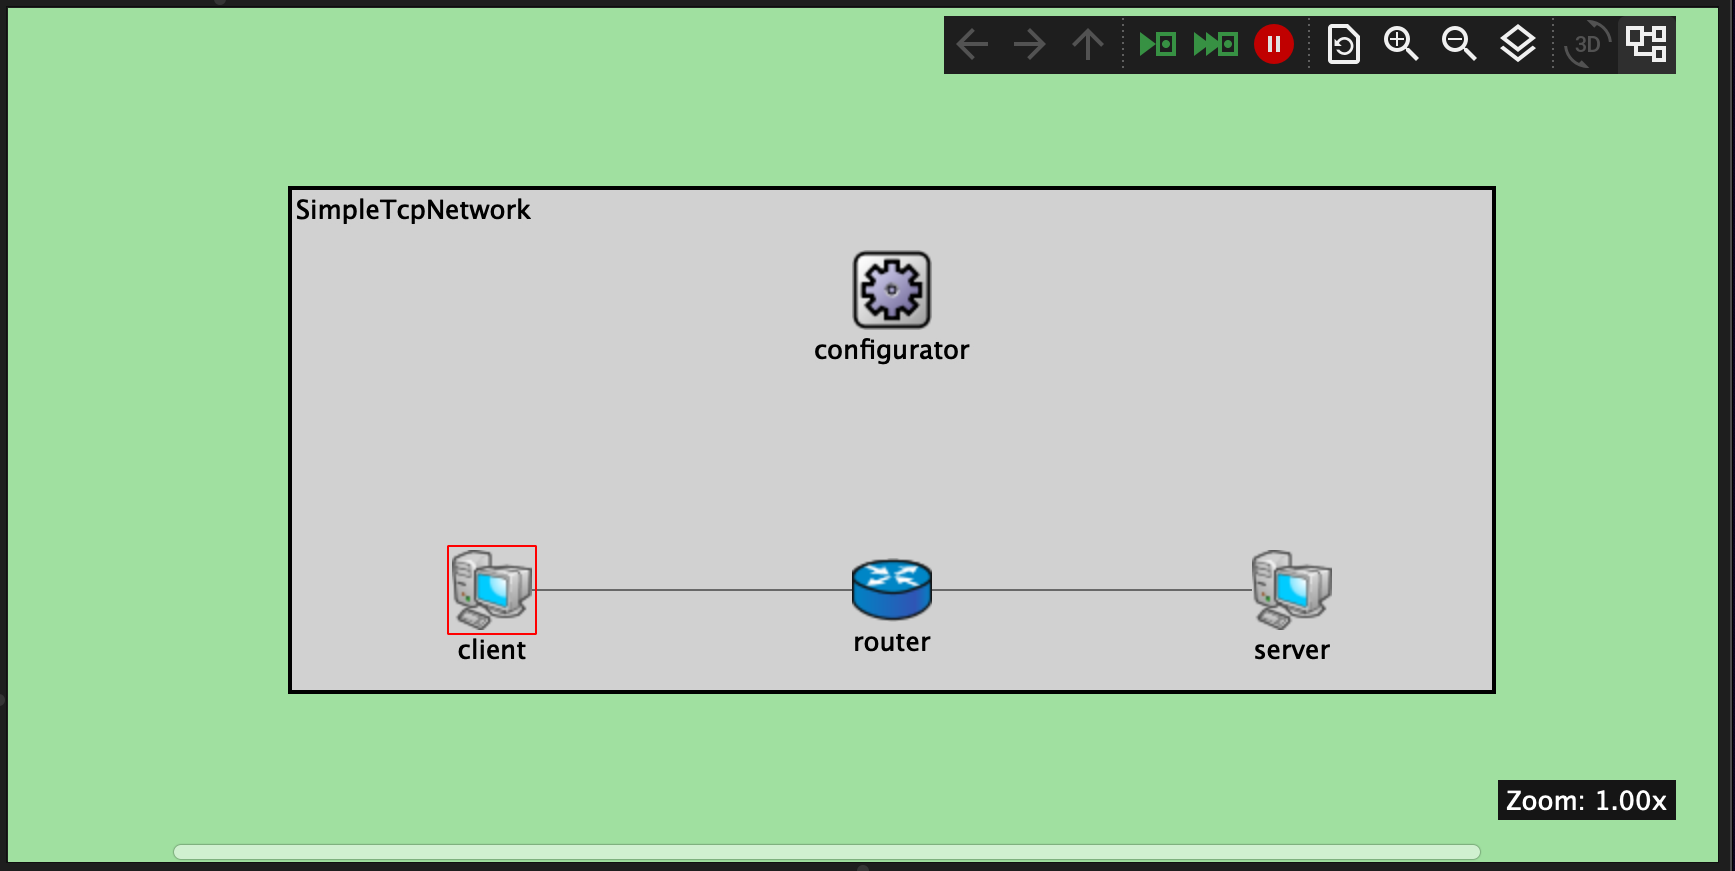 3D
SimpleTcpNetwork
configurator
client
router
server
Zoom: 1.00x